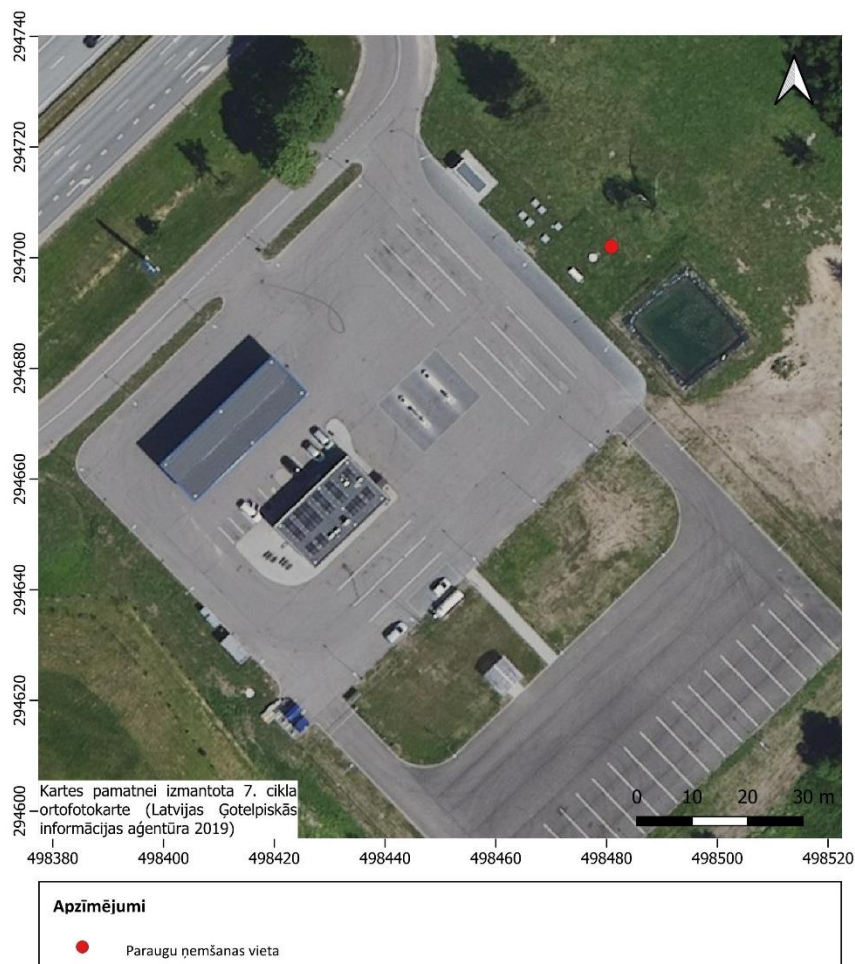 294740
294720
294700
294680
294660
294640
294620
294600
Kartes pamatnei izmantota 7. cikla
ortofotokarte (Latvijas Ģotelpiskās
informācijas aģentūra 2019)
0 10 20 30 m
498380 498400 498420 498440 498460 498480 498500 498520
Apzīmējumi
Paraugu ņemšanas vieta